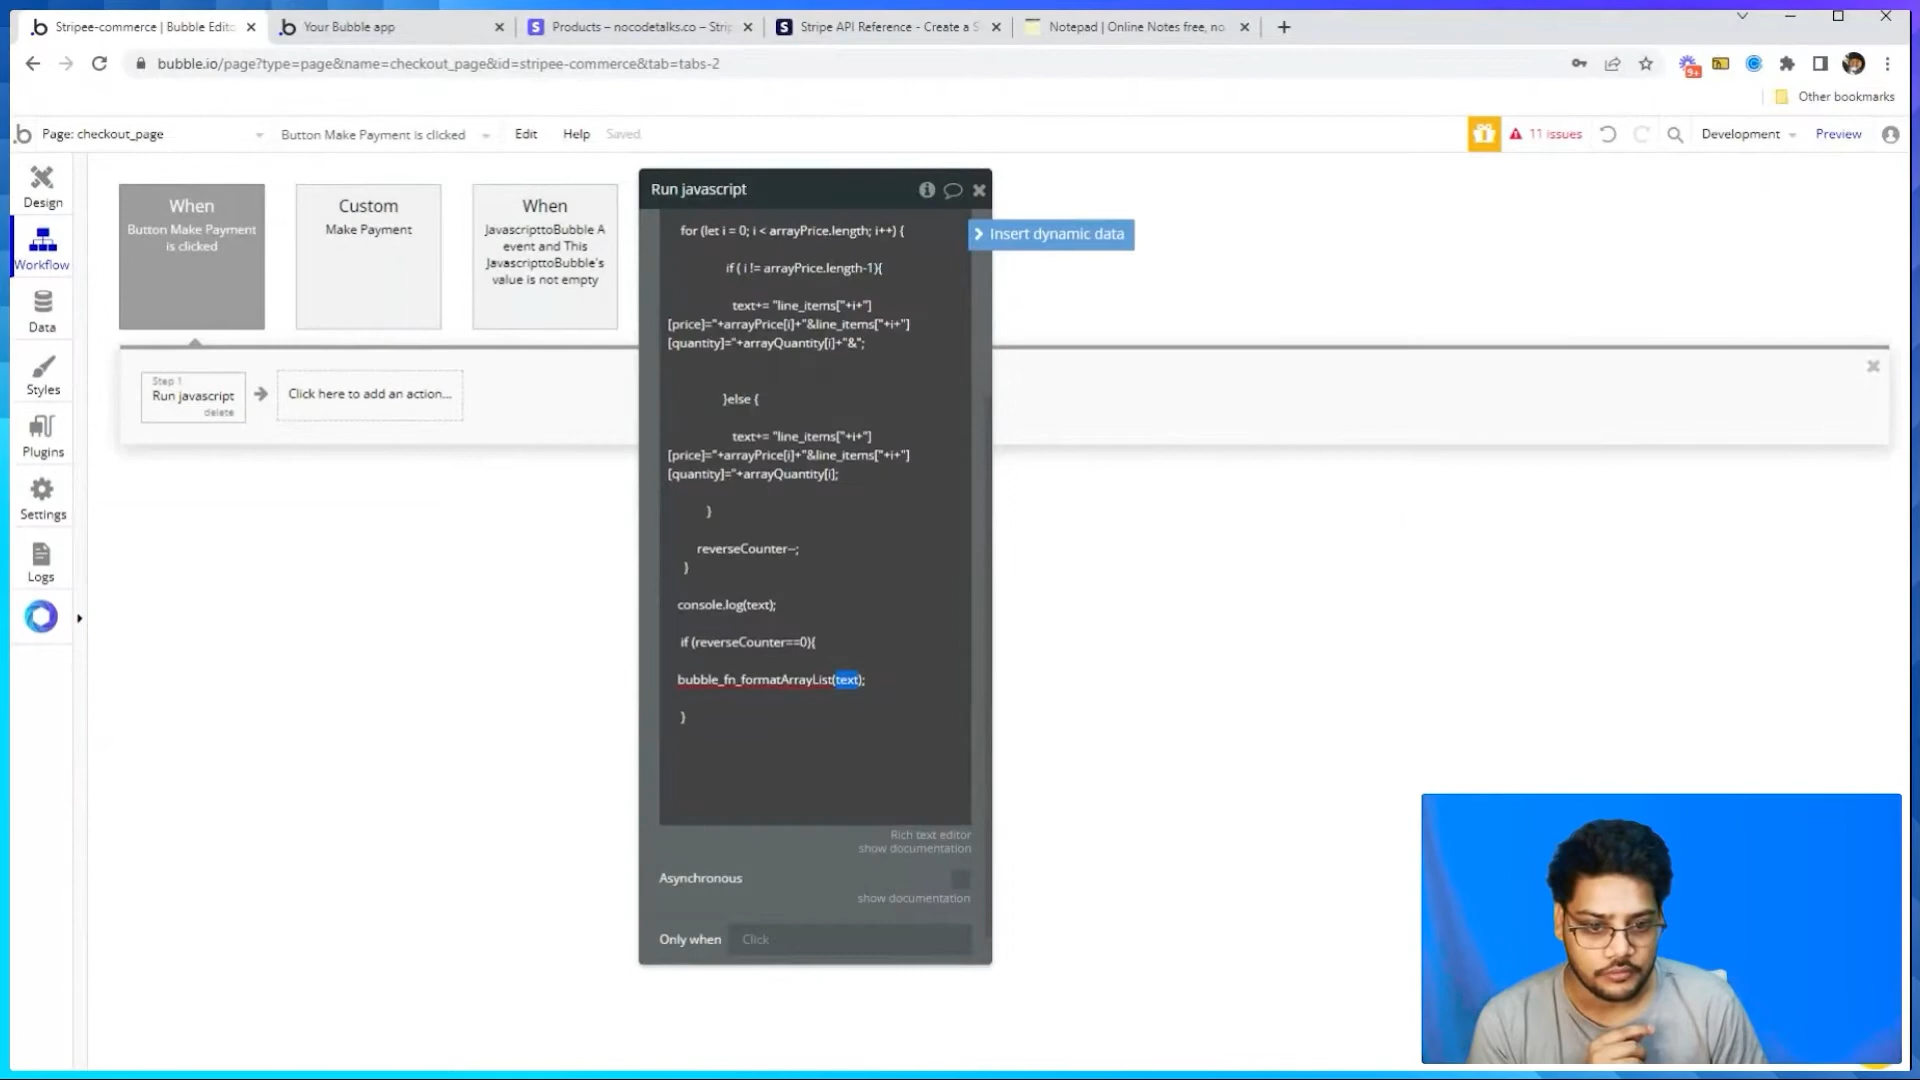 Stripee-commerce | Bubble Edito
Your Bubble app
Products – nocodetalks.co – Strip
Stripe API Reference - Create a S
Notepad | Online Notes free, no
bubble.io/page?type=page&name=checkout_page&id=stripee-commerce&tab=tabs-2
9+
Other bookmarks
Page: checkout_page
Button Make Payment is clicked
Edit
Help
Saved
11 issues
Development
Preview
Design
Workflow
Data
Styles
Plugins
Settings
Logs
When
Button Make Payment
is clicked
Custom
Make Payment
When
JavascripttoBubble A
event and This
JavascripttoBubble's
value is not empty
Step 1
Run javascript
delete
Click here to add an action...
Run javascript
Insert dynamic data
for (let i = 0; i < arrayPrice.length; i++) {
if ( i != arrayPrice.length-1){
text+= "line_items["+i+"]
[price]="+arrayPrice[i]+"&line_items["+i+"]
[quantity]="+arrayQuantity[i]+"&";
}else {
text+= "line_items["+i+"]
[price]="+arrayPrice[i]+"&line_items["+i+"]
[quantity]="+arrayQuantity[i];
}
reverseCounter--;
}
console.log(text);
if (reverseCounter==0){
bubble_fn_formatArrayList(text);
}
Rich text editor
show documentation
Asynchronous
show documentation
Only when
Click